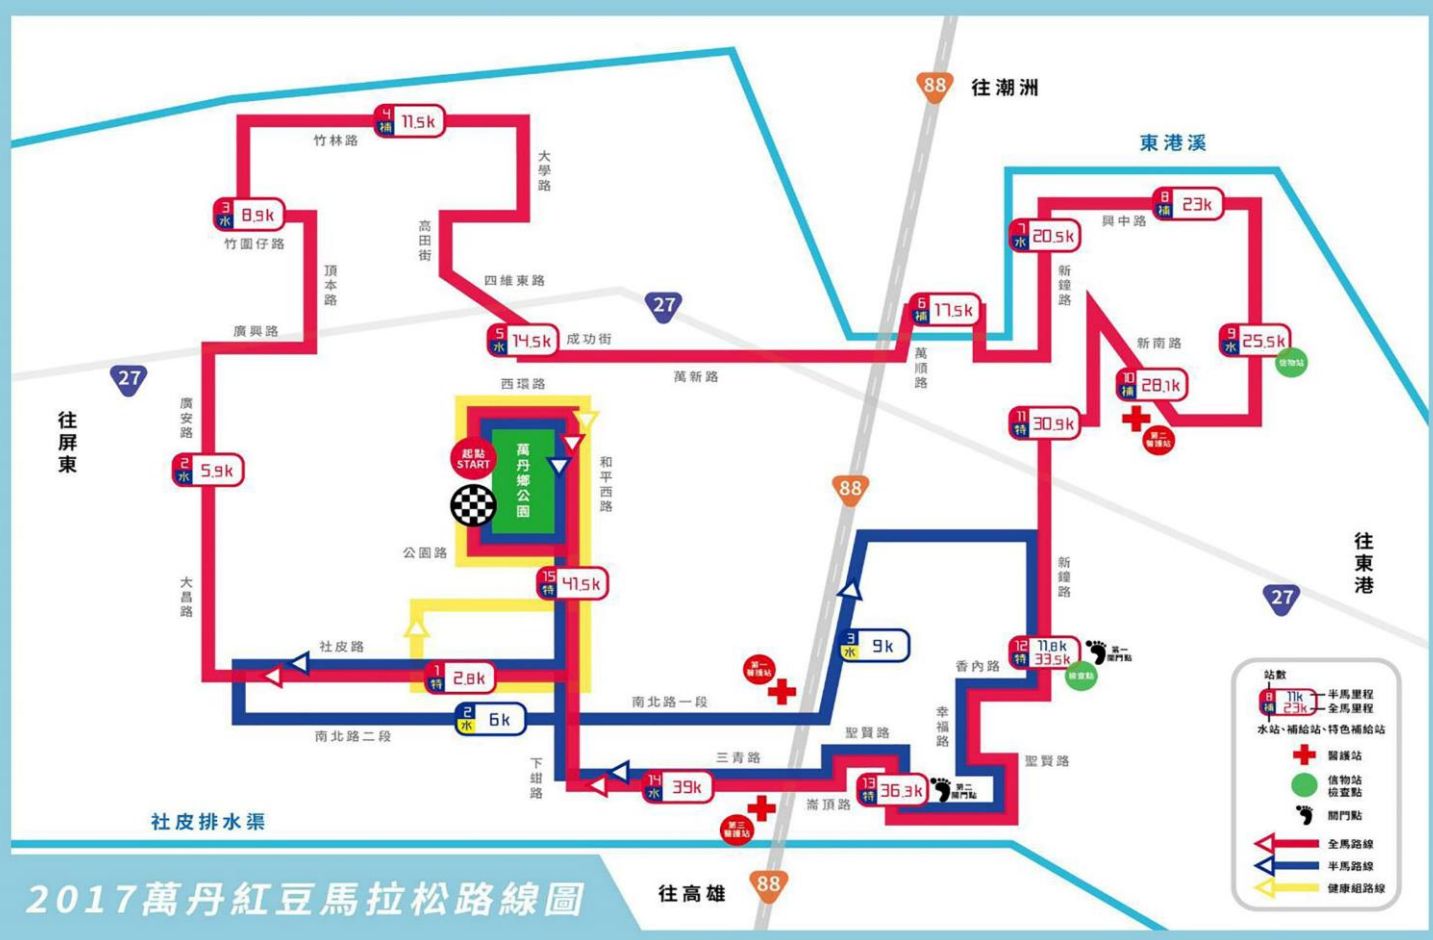 88
往潮洲
東港溪
4 補 11.5k
竹林路
大學路
3 水 8.9k
竹圍仔路
頂本路
高田街
四維東路
8 補 23k
興中路
7 水 20.5k
新鐘路
27
6 補 17.5k
廣興路
5 水 14.5k
成功街
萬新路
萬順路
新南路
9 水 25.5k
信物站
27
西環路
10 補 28.1k
往屏東
廣安路
11 特 30.9k
第二醫護站
起點
START
萬丹鄉公園
和平西路
2 水 5.9k
88
公園路
往東港
15 特 41.5k
大昌路
新鐘路
27
社皮路
3 水 9k
12 特 11.8k
33.5k
第一關門點
檢查點
香內路
第一醫護站
1 特 2.8k
南北路一段
2 水 6k
南北路二段
幸福路
聖賢路
聖賢路
三青路
下蚶路
14 水 39k
崙頂路
13 特 36.3k
第二關門點
第三醫護站
社皮排水渠
往高雄
88
站數
8 補 11k
23k
半馬里程
全馬里程
水站、補給站、特色補給站
醫護站
信物站
檢查點
關門點
全馬路線
半馬路線
健康組路線
2017萬丹紅豆馬拉松路線圖